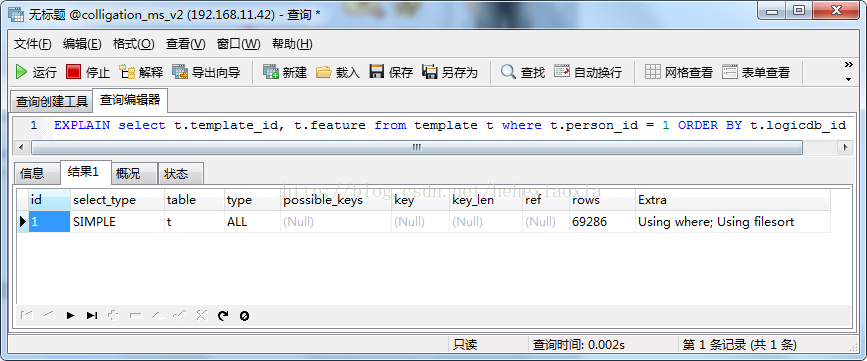 无标题 @colligation_ms_v2 (192.168.11.42) - 查询 *
文件(F) 编辑(E) 格式(O) 查看(V) 窗口(W) 帮助(H)
运行 停止 解释 导出向导 新建 载入 保存 另存为 查找 自动换行 网格查看 表单查看
查询创建工具 查询编辑器
1 EXPLAIN select t.template_id, t.feature from template t where t.person_id = 1 ORDER BY t.logicdb_id
信息 结果1 概况 状态
http://blog.csdn.net/hehexiaoxia
id select_type table type possible_keys key key_len ref rows Extra
1 SIMPLE t ALL (Null) (Null) (Null) (Null) 69286 Using where; Using filesort
只读 查询时间: 0.002s 第 1 条记录 (共 1 条)